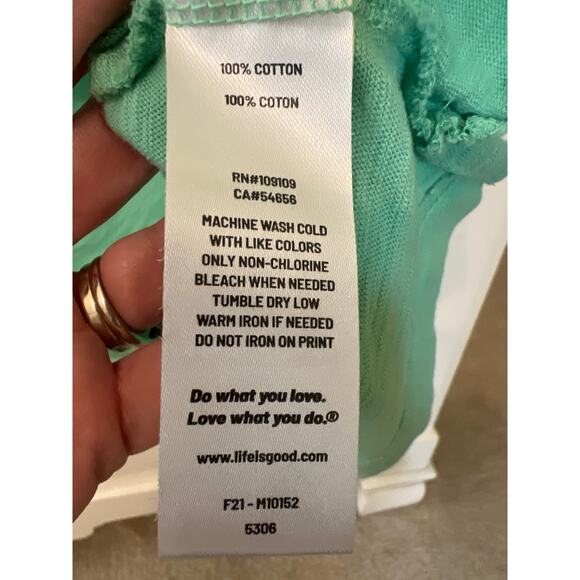 100% COTTON
100% COTON
RN#109109
CA#54656
MACHINE WASH COLD
WITH LIKE COLORS
ONLY NON-CHLORINE
BLEACH WHEN NEEDED
TUMBLE DRY LOW
WARM IRON IF NEEDED
DO NOT IRON ON PRINT
Do what you love.
Love what you do.®
www.lifeisgood.com
F21 - M10152
5306